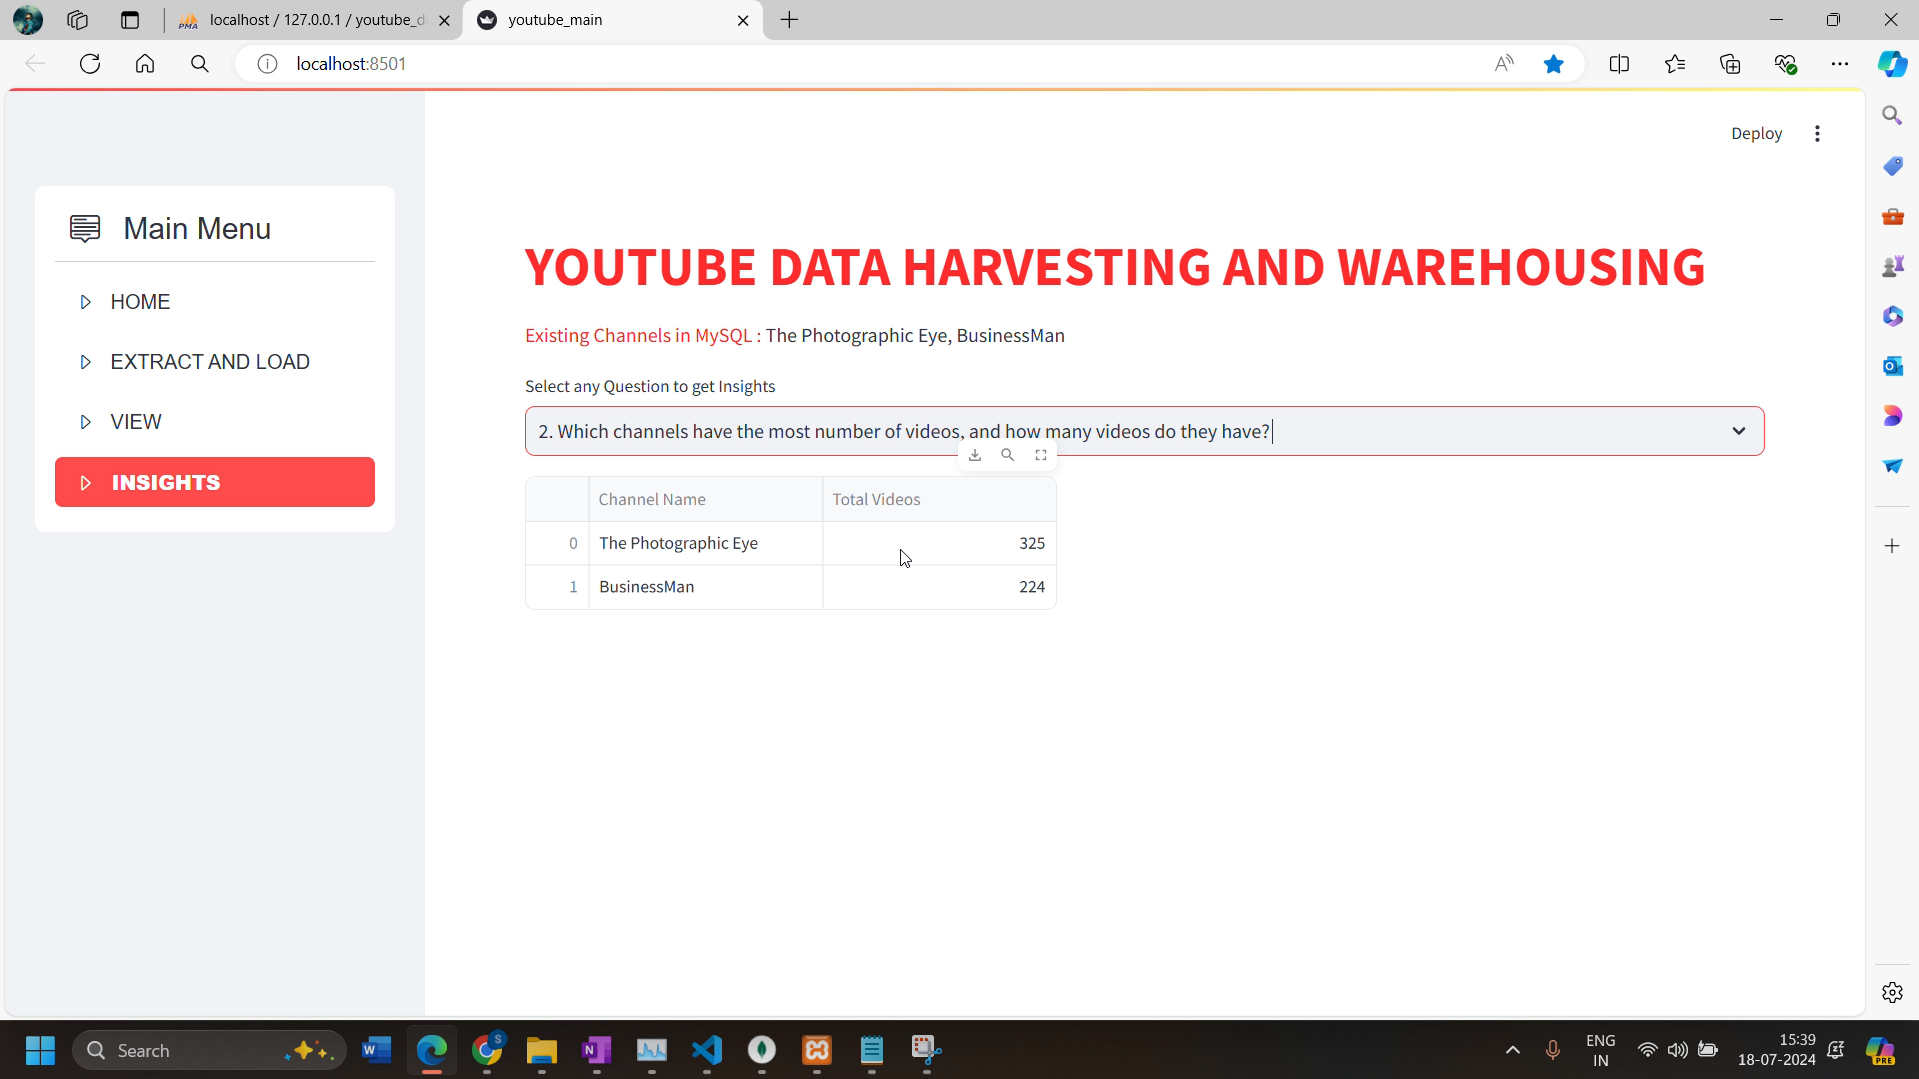 localhost / 127.0.0.1 / youtube_d
youtube_main
localhost:8501
Deploy
Main Menu
HOME
EXTRACT AND LOAD
VIEW
INSIGHTS
YOUTUBE DATA HARVESTING AND WAREHOUSING
Existing Channels in MySQL : The Photographic Eye, BusinessMan
Select any Question to get Insights
2. Which channels have the most number of videos, and how many videos do they have?
Channel Name Total Videos
0 The Photographic Eye 325
1 BusinessMan 224
Search
ENG
IN
15:39
18-07-2024
PRE